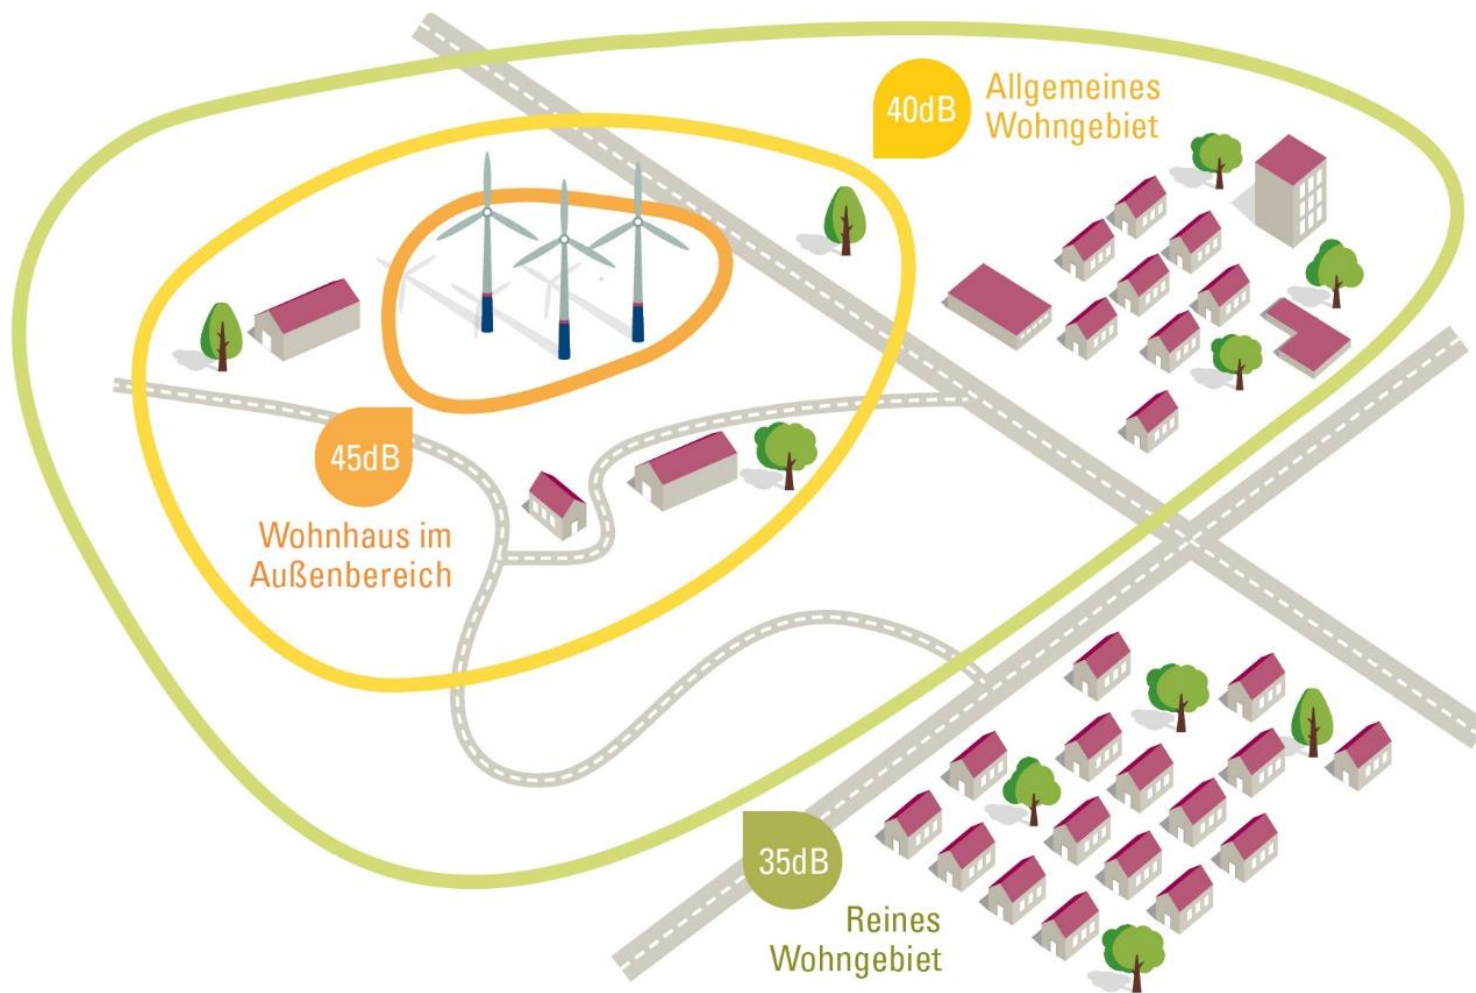 40dB
Allgemeines
Wohngebiet
45dB
Wohnhaus im
Außenbereich
35dB
Reines
Wohngebiet